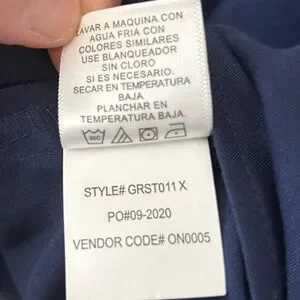 LAVAR A MAQUINA CON
AGUA FRIA CON
COLORES SIMILARES
USE BLANQUEADOR
SIN CLORO
SI ES NECESARIO.
SECAR EN TEMPERATURA
BAJA
PLANCHAR EN
TEMPERATURA BAJA.
30C
STYLE# GRST011 X
PO#09-2020
VENDOR CODE# ON0005